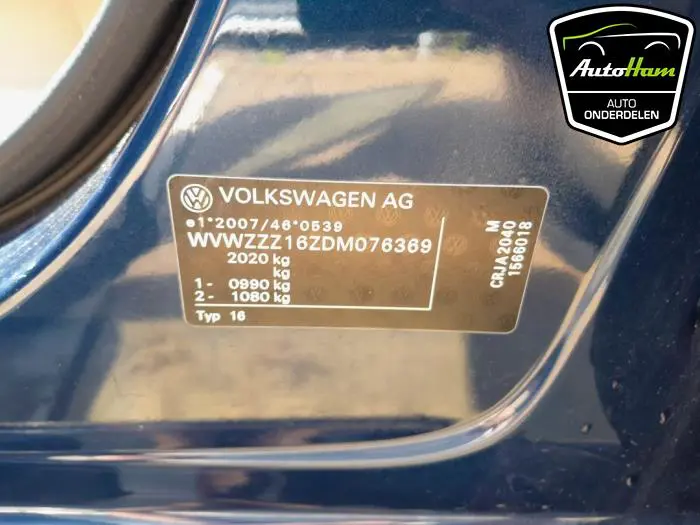 AutoHam
AUTO
ONDERDELEN
VOLKSWAGEN AG
e1*2007/46*0539
WVWZZZ16ZDM076369
2020 kg
kg
1- 0990 kg
2- 1080 kg
Typ 16
M
CRJA2040
1566018